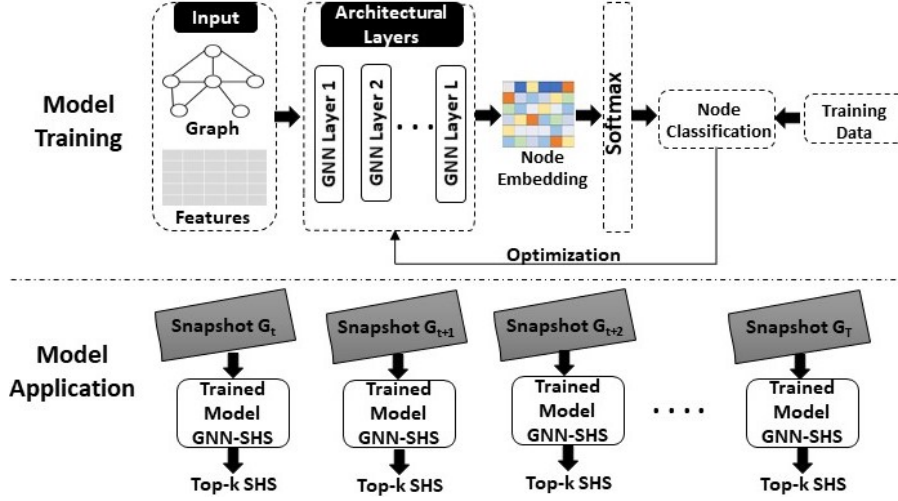 Input
Architectural
Layers
Model
Training
Graph
Features
GNN Layer 1
GNN Layer 2
. . .
GNN Layer L
Node
Embedding
Softmax
Node
Classification
Training
Data
Optimization
Model
Application
Snapshot Gt
Snapshot Gt+1
Snapshot Gt+2
Snapshot GT
Trained
Model
GNN-SHS
Trained
Model
GNN-SHS
Trained
Model
GNN-SHS
. . . .
Trained
Model
GNN-SHS
Top-k SHS
Top-k SHS
Top-k SHS
Top-k SHS